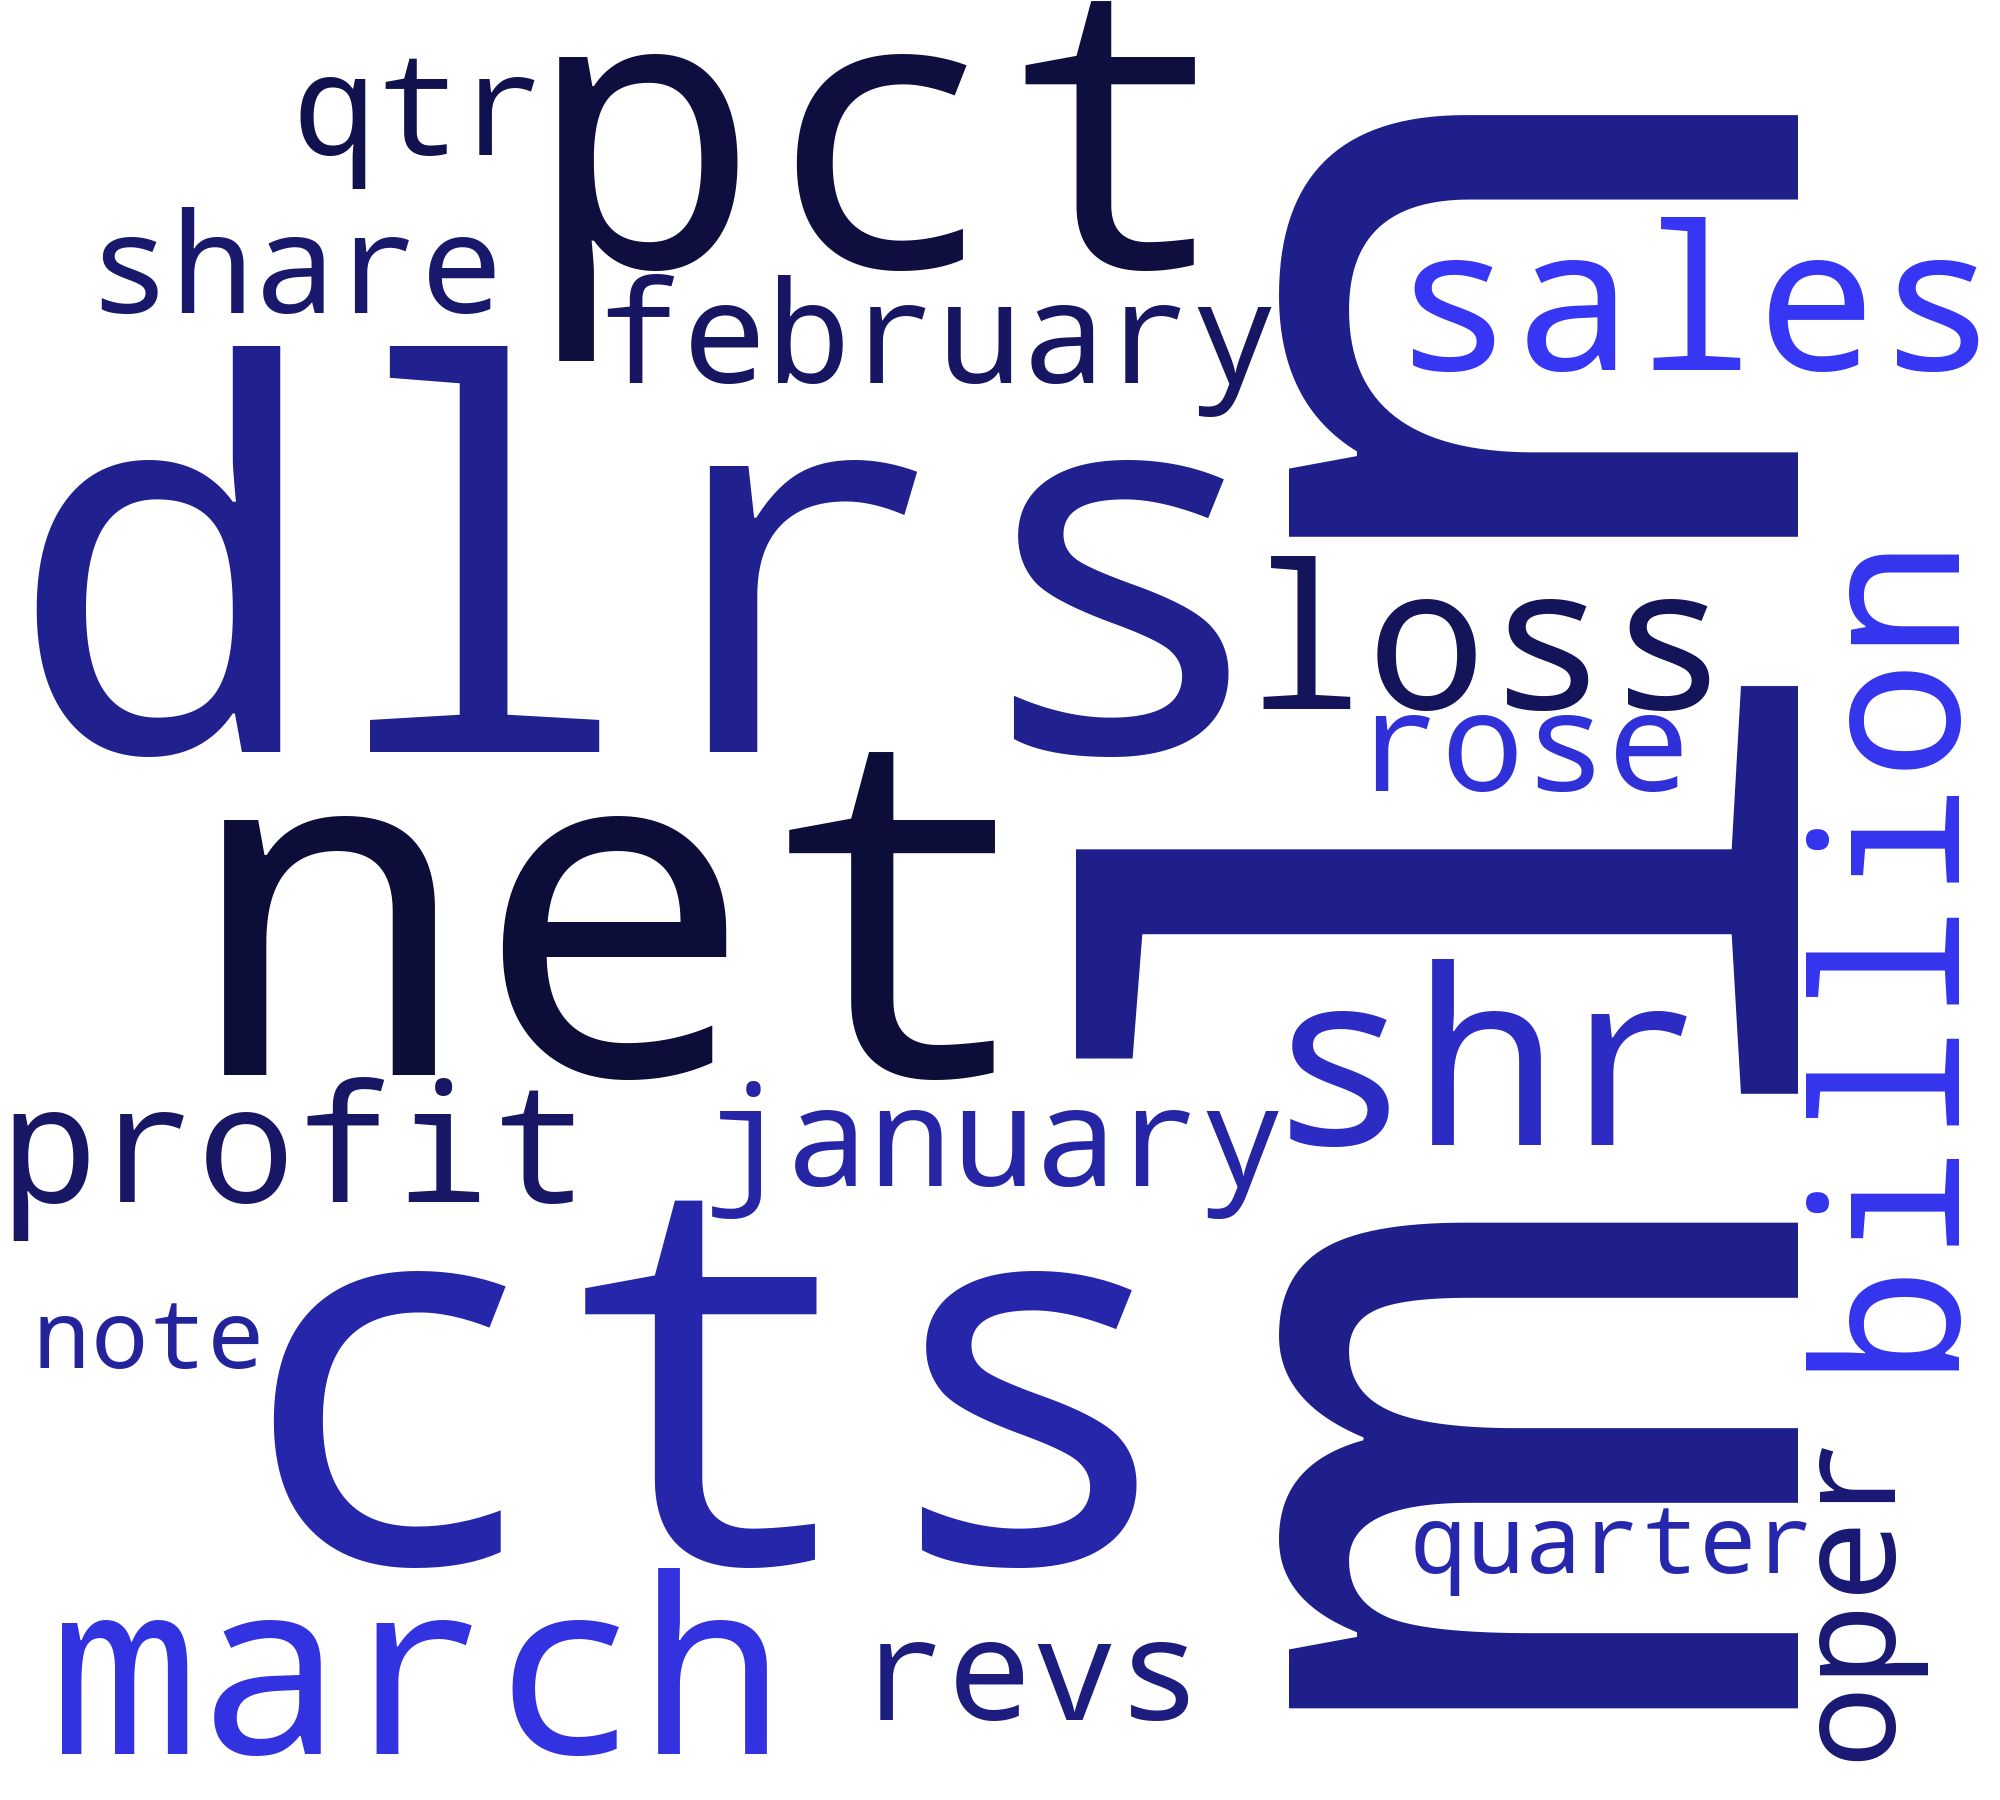 qtr
pct
share
february
sales
dlrs
loss
rose
mln
billion
net
shr
profit
january
note
cts
quarter
oper
march
revs